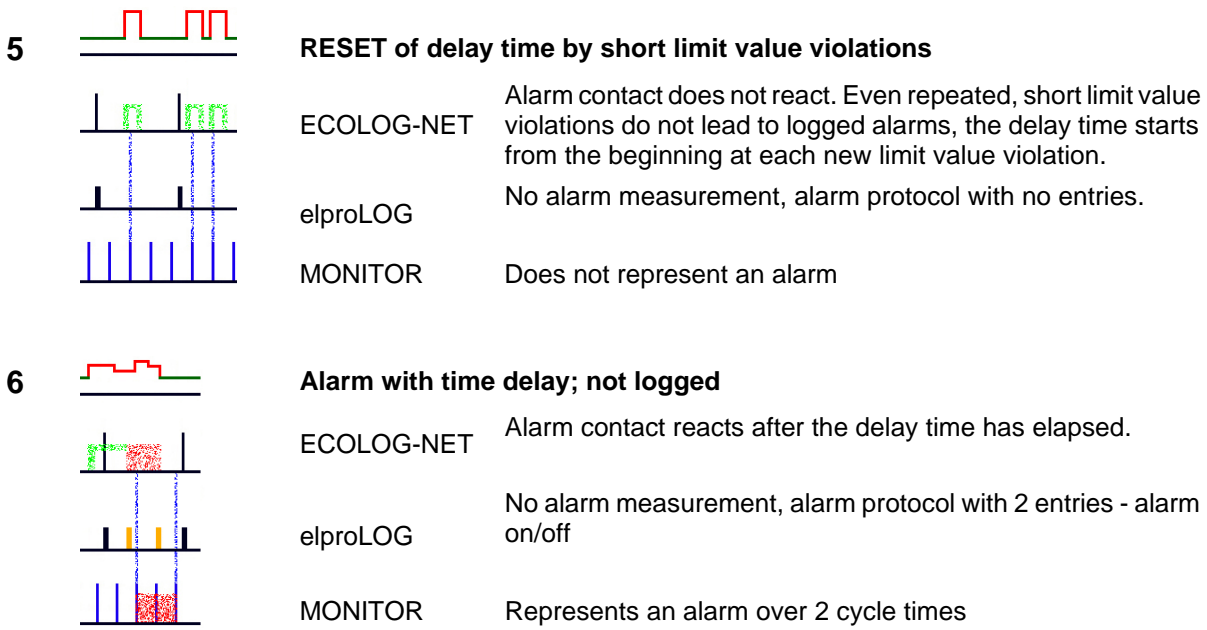 5
RESET of delay time by short limit value violations
ECOLOG-NET
Alarm contact does not react. Even repeated, short limit value
violations do not lead to logged alarms, the delay time starts
from the beginning at each new limit value violation.
elproLOG
No alarm measurement, alarm protocol with no entries.
MONITOR
Does not represent an alarm
6
Alarm with time delay; not logged
ECOLOG-NET
Alarm contact reacts after the delay time has elapsed.
elproLOG
No alarm measurement, alarm protocol with 2 entries - alarm
on/off
MONITOR
Represents an alarm over 2 cycle times